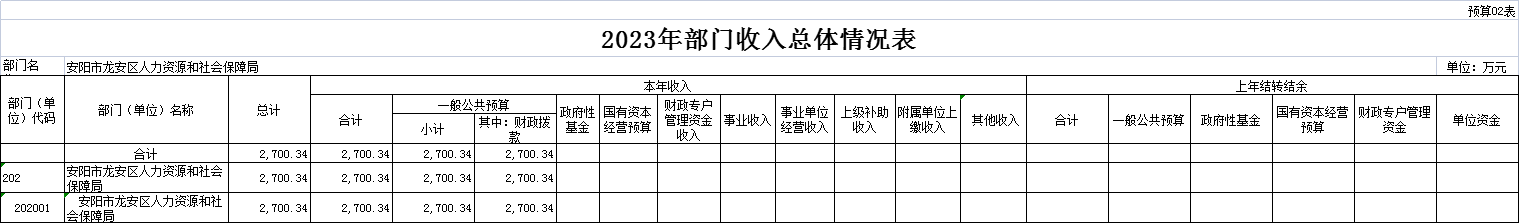 预算02表
2023年部门收入总体情况表
部门名 安阳市龙安区人力资源和社会保障局 单位：万元
部门（单位）代码 部门（单位）名称 总计 本年收入 上年结转结余
合计 一般公共预算 政府性基金 国有资本经营预算 财政专户管理资金收入 事业收入 事业单位经营收入 上级补助收入 附属单位上缴收入 其他收入 合计 一般公共预算 政府性基金 国有资本经营预算 财政专户管理资金 单位资金
小计 其中：财政拨款
合计 2,700.34 2,700.34 2,700.34 2,700.34
202 安阳市龙安区人力资源和社会保障局 2,700.34 2,700.34 2,700.34 2,700.34
202001 安阳市龙安区人力资源和社会保障局 2,700.34 2,700.34 2,700.34 2,700.34